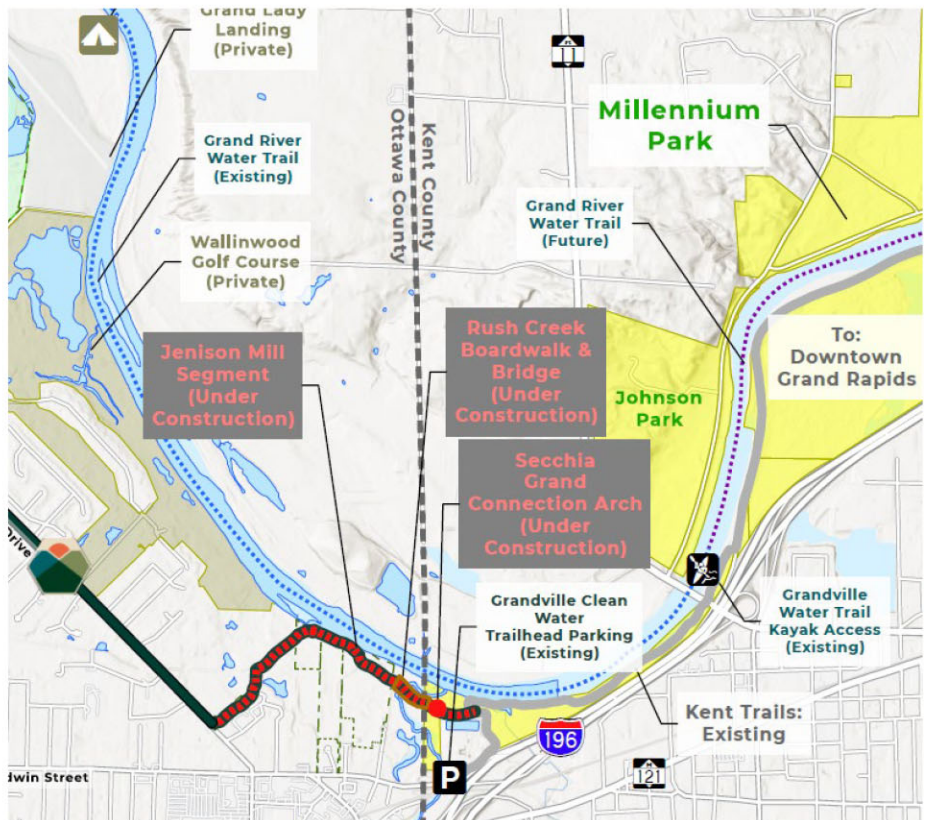 Grand Lady
Landing
(Private)
11
Millennium
Park
Grand River
Water Trail
(Existing)
Kent County
Ottawa County
Grand River
Water Trail
(Future)
Wallinwood
Golf Course
(Private)
Jenison Mill
Segment
(Under
Construction)
Rush Creek
Boardwalk &
Bridge
(Under
Construction)
To:
Downtown
Grand Rapids
Johnson
Park
Secchia
Grand
Connection Arch
(Under
Construction)
Drive
Grandville Clean
Water
Trailhead Parking
(Existing)
Grandville
Water Trail
Kayak Access
(Existing)
Kent Trails:
Existing
196
dwin Street
P
M
121